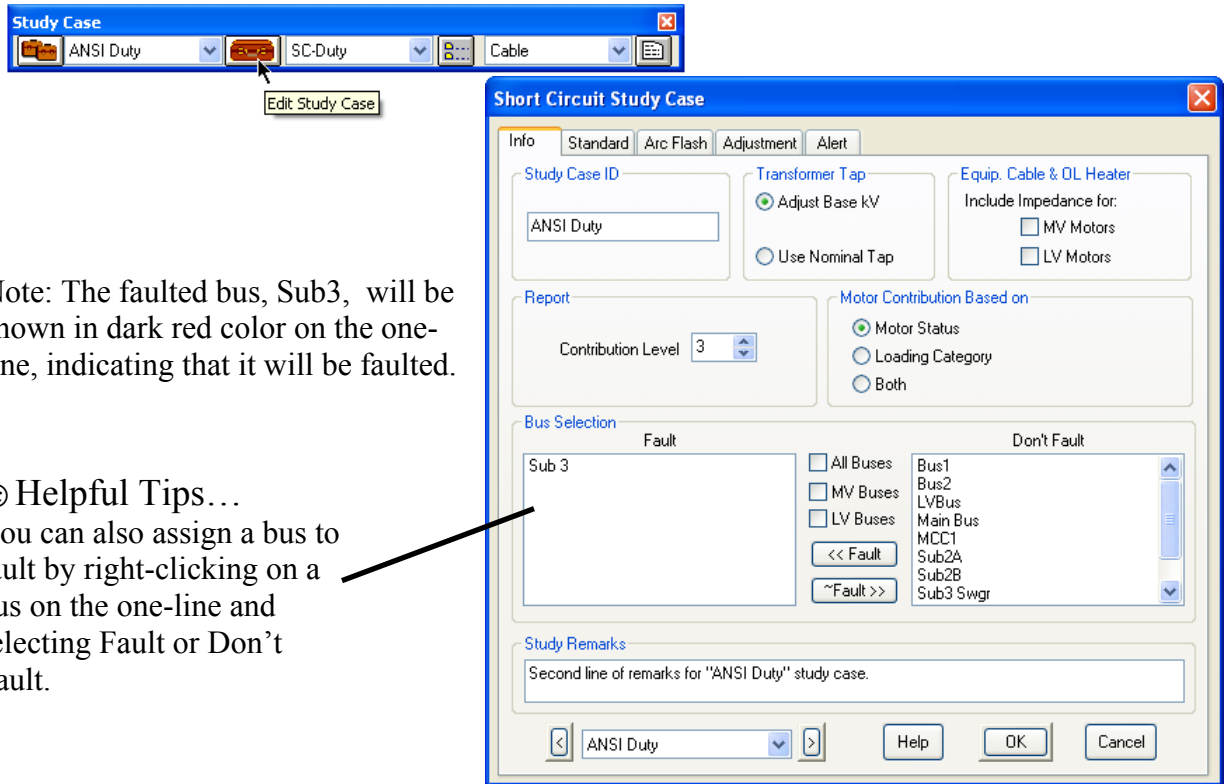 Study Case
ANSI Duty
SC-Duty
Cable
Edit Study Case
Note: The faulted bus, Sub3, will be
hown in dark red color on the one-
ine, indicating that it will be faulted.
Helpful Tips…
ou can also assign a bus to
ault by right-clicking on a
us on the one-line and
electing Fault or Don't
ault.
Short Circuit Study Case
Info
Standard
Arc Flash
Adjustment
Alert
Study Case ID
ANSI Duty
Transformer Tap
Adjust Base kV
Use Nominal Tap
Equip. Cable & OL Heater
Include Impedance for:
MV Motors
LV Motors
Report
Contribution Level 3
Motor Contribution Based on
Motor Status
Loading Category
Both
Bus Selection
Fault
Sub 3
All Buses
MV Buses
LV Buses
<< Fault
~Fault >>
Don't Fault
Bus1
Bus2
LVBus
Main Bus
MCC1
Sub2A
Sub2B
Sub3 Swgr
Study Remarks
Second line of remarks for "ANSI Duty" study case.
<
ANSI Duty
>
Help
OK
Cancel